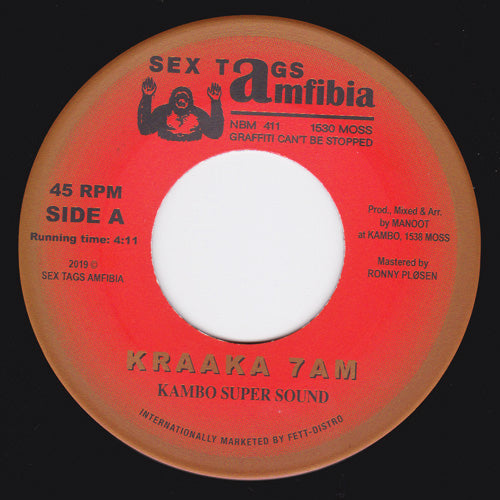 SEX TAGS
amfibia
NBM 411 1530 MOSS
GRAFFITI CAN'T BE STOPPED
45 RPM
SIDE A
Running time: 4:11
2019 ©
SEX TAGS AMFIBIA
Prod., Mixed & Arr.
by MANOOT
at KAMBO, 1538 MOSS
Mastered by
RONNY PLØSEN
KRAAKA 7AM
KAMBO SUPER SOUND
INTERNATIONALLY MARKETED BY FETT-DISTRO